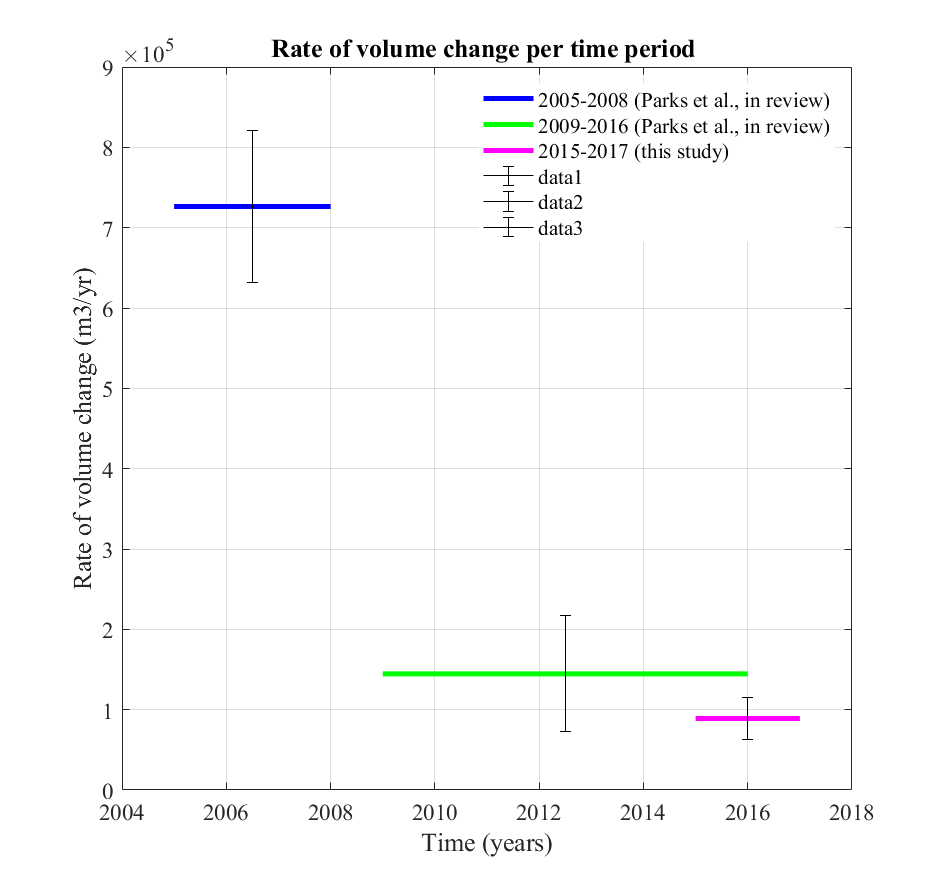 Rate of volume change per time period
×10^5
9
8
7
6
5
4
3
2
1
0
Rate of volume change (m3/yr)
2005-2008 (Parks et al., in review)
2009-2016 (Parks et al., in review)
2015-2017 (this study)
data1
data2
data3
2004 2006 2008 2010 2012 2014 2016 2018
Time (years)